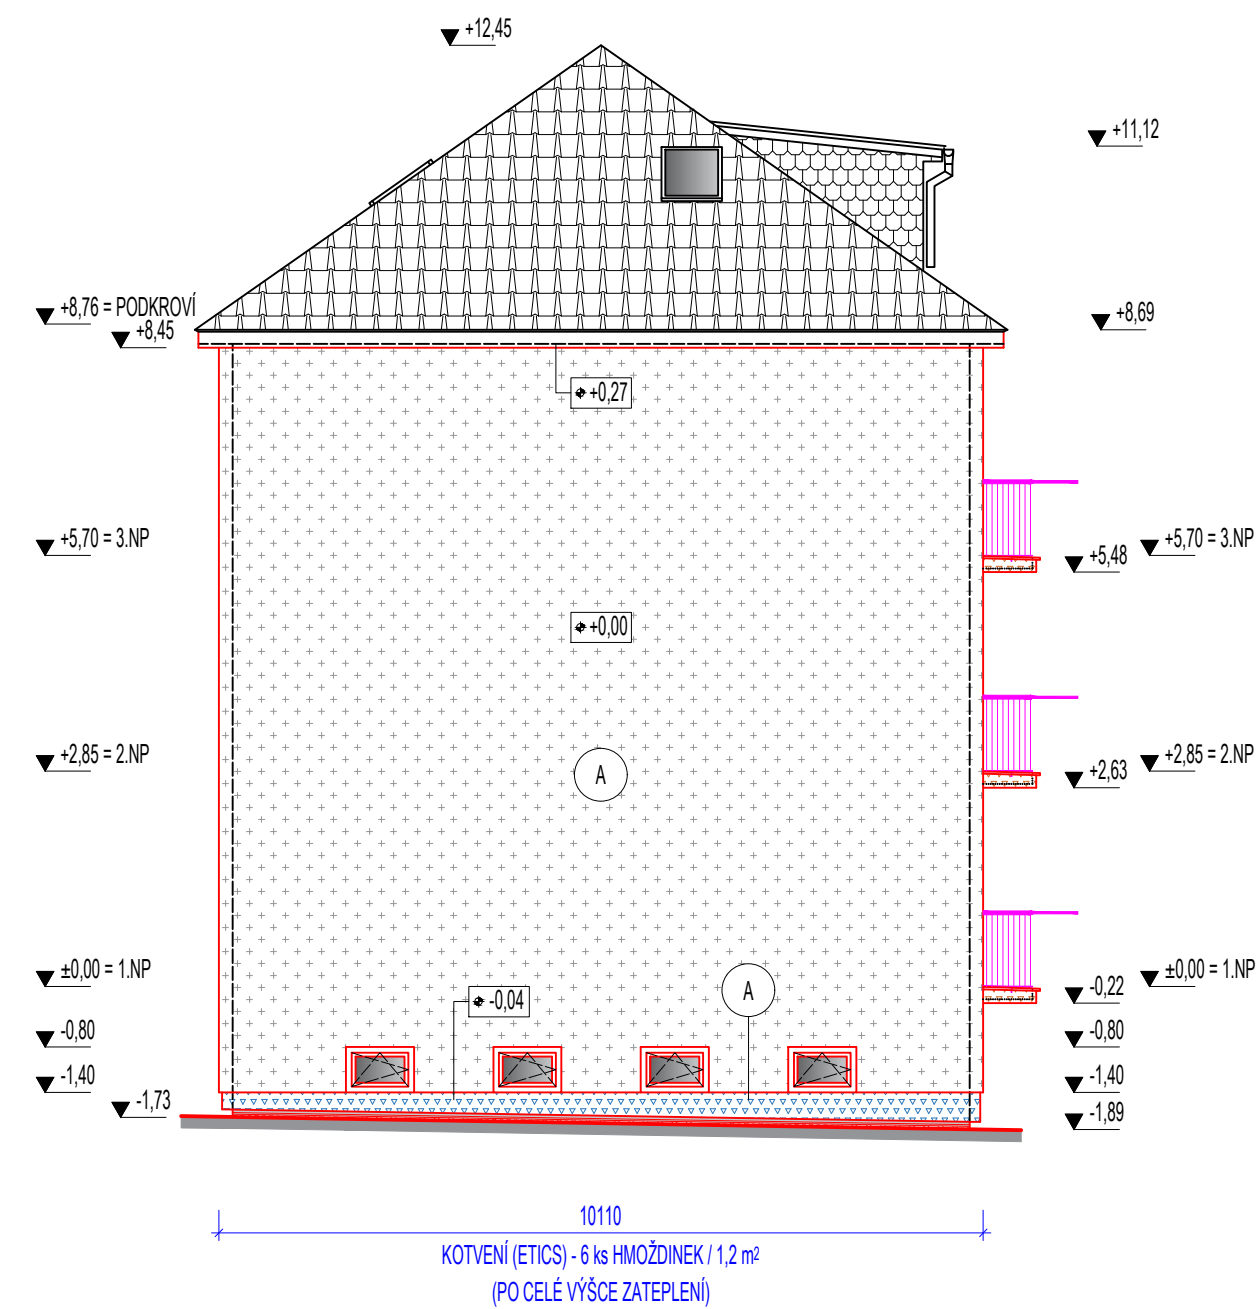 +12,45
+11,12
+8,76 = PODKROVÍ
+8,45
+8,69
+0,27
+5,70 = 3.NP
+5,48
+5,70 = 3.NP
+0,00
+2,85 = 2.NP
A
+2,63
+2,85 = 2.NP
±0,00 = 1.NP
-0,04
A
-0,22
±0,00 = 1.NP
-0,80
-0,80
-1,40
-1,40
-1,73
-1,89
10110
KOTVENÍ (ETICS) - 6 ks HMOŽDINEK / 1,2 m²
(PO CELÉ VÝŠCE ZATEPLENÍ)